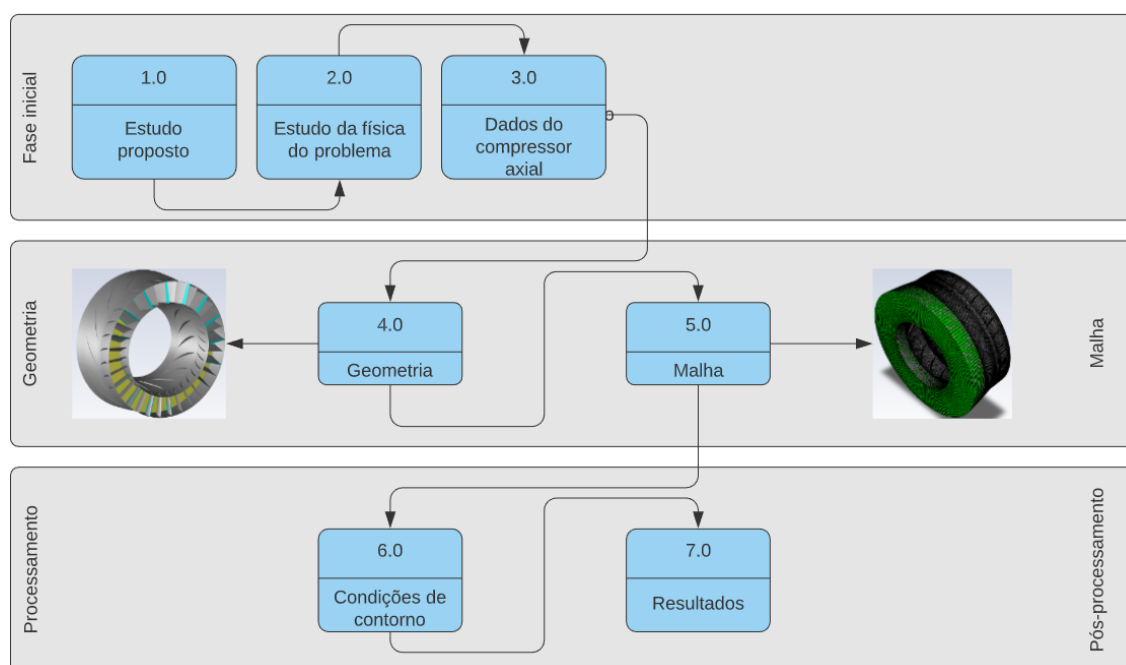 Fase inicial
1.0
Estudo
proposto
2.0
Estudo da física
do problema
3.0
Dados do
compressor
axial
Geometria
4.0
Geometria
5.0
Malha
Malha
Processamento
6.0
Condições de
contorno
7.0
Resultados
Pós-processamento